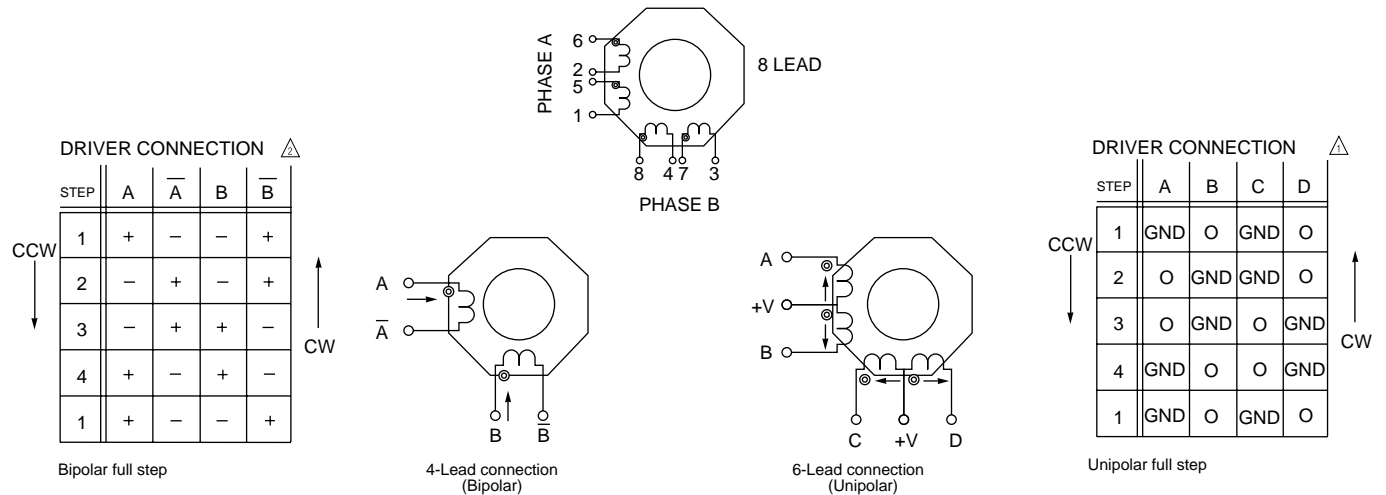 PHASE A
6
2
5
1
8 LEAD
8 4 7 3
PHASE B
DRIVER CONNECTION 2
STEP A A̅ B B̅
1 + – – +
2 – + – +
3 – + + –
4 + – + –
1 + – – +
CCW
CW
Bipolar full step
A
A̅
B B̅
4-Lead connection
(Bipolar)
A
+V
B
C +V D
6-Lead connection
(Unipolar)
DRIVER CONNECTION 1
STEP A B C D
1 GND O GND O
2 O GND GND O
3 O GND O GND
4 GND O O GND
1 GND O GND O
CCW
CW
Unipolar full step